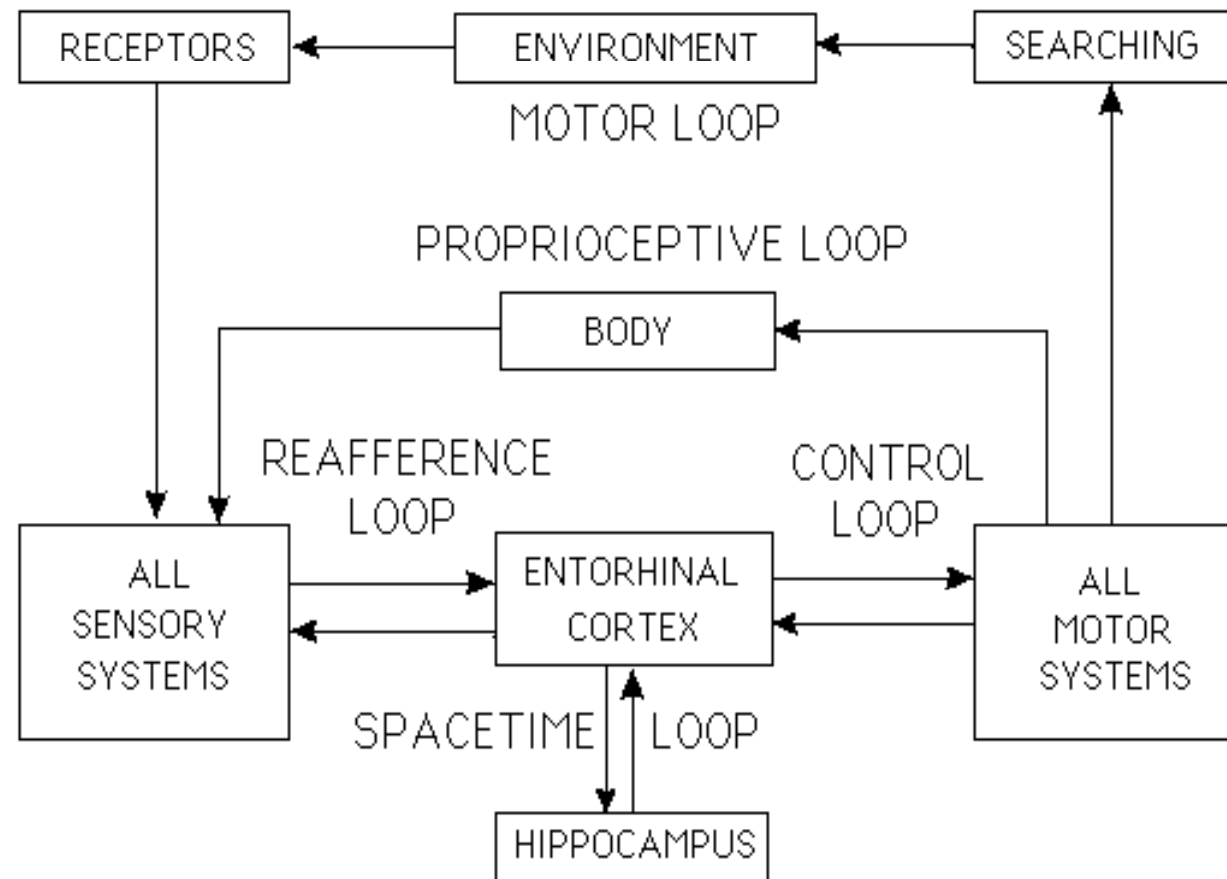 RECEPTORS
ENVIRONMENT
SEARCHING
MOTOR LOOP
PROPRIOCEPTIVE LOOP
BODY
REAFFERENCE
LOOP
CONTROL
LOOP
ALL
SENSORY
SYSTEMS
ENTORHINAL
CORTEX
ALL
MOTOR
SYSTEMS
SPACETIME LOOP
HIPPOCAMPUS